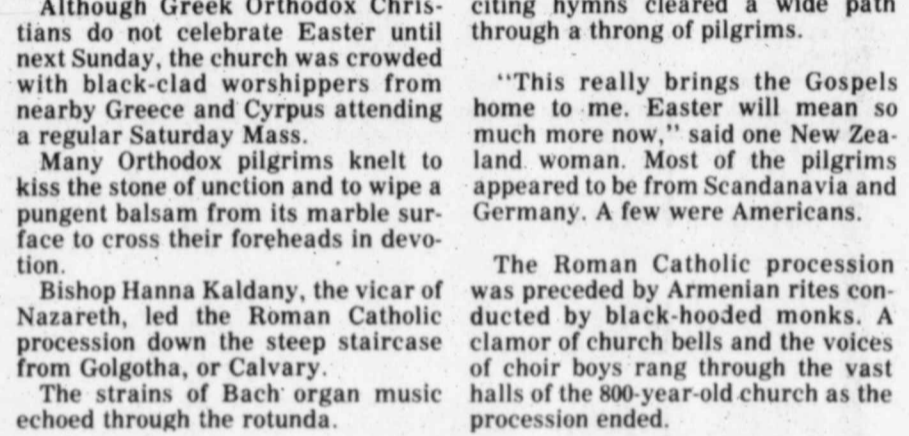 Although Greek Orthodox Chris-
tians do not celebrate Easter until
next Sunday, the church was crowded
with black-clad worshippers from
nearby Greece and Cyrpus attending
a regular Saturday Mass.
Many Orthodox pilgrims knelt to
kiss the stone of unction and to wipe a
pungent balsam from its marble sur-
face to cross their foreheads in devo-
tion.
Bishop Hanna Kaldany, the vicar of
Nazareth, led the Roman Catholic
procession down the steep staircase
from Golgotha, or Calvary.
The strains of Bach organ music
echoed through the rotunda.
citing hymns cleared a wide path
through a throng of pilgrims.
"This really brings the Gospels
home to me. Easter will mean so
much more now," said one New Zea-
land woman. Most of the pilgrims
appeared to be from Scandanavia and
Germany. A few were Americans.
The Roman Catholic procession
was preceded by Armenian rites con-
ducted by black-hooded monks. A
clamor of church bells and the voices
of choir boys rang through the vast
halls of the 800-year-old church as the
procession ended.